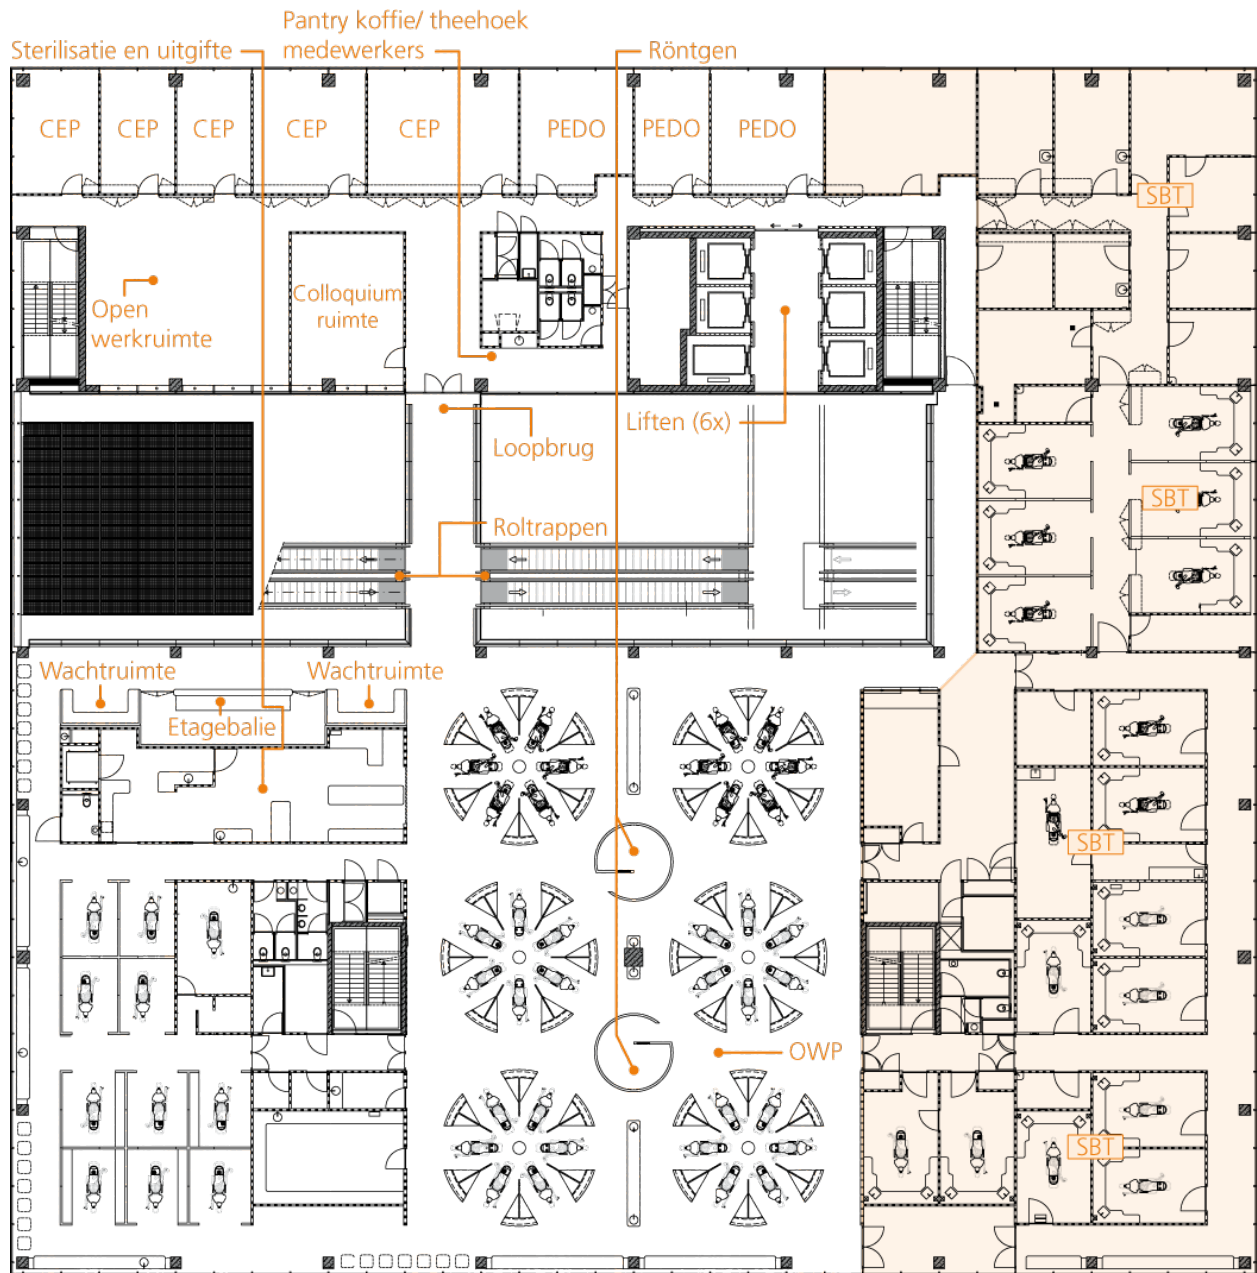 Pantry koffie/ theehoek
medewerkers
Sterilisatie en uitgifte
Röntgen
CEP
CEP
CEP
CEP
CEP
PEDO
PEDO
PEDO
SBT
Open
werkruimte
Colloquium
ruimte
Liften (6x)
Loopbrug
SBT
Roltrappen
Wachtruimte
Wachtruimte
Etagebalie
SBT
OWP
SBT